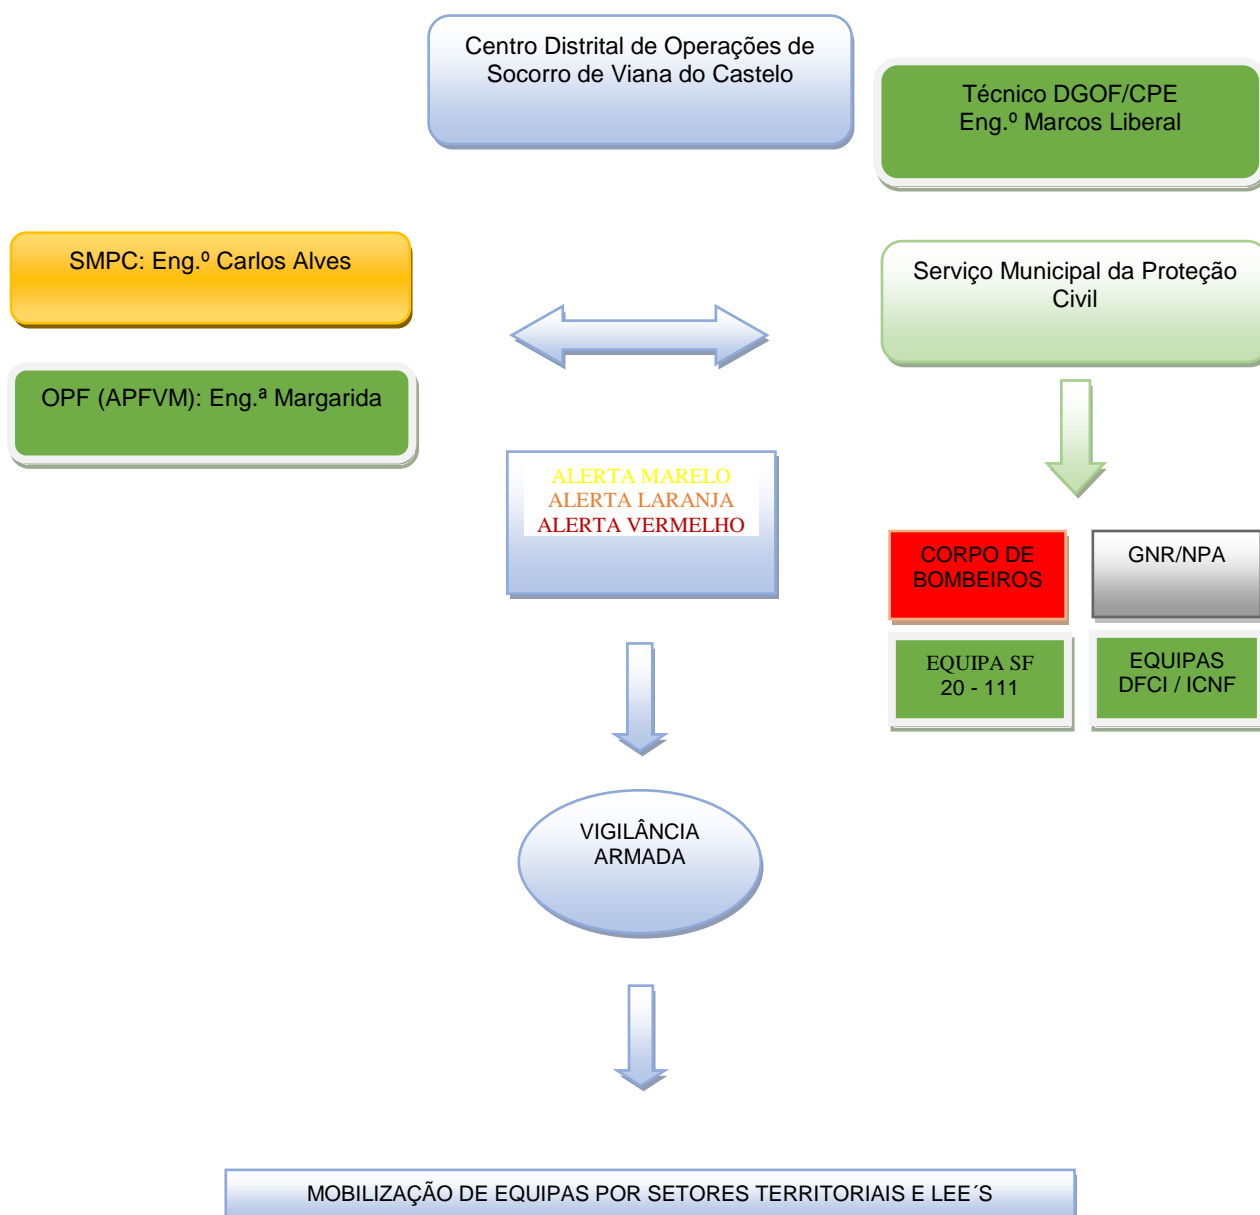 Centro Distrital de Operações de
Socorro de Viana do Castelo
Técnico DGOF/CPE
Eng.º Marcos Liberal
SMPC: Eng.º Carlos Alves
Serviço Municipal da Proteção
Civil
OPF (APFVM): Eng.ª Margarida
ALERTA MARELO
ALERTA LARANJA
ALERTA VERMELHO
CORPO DE
BOMBEIROS
GNR/NPA
EQUIPA SF
20 - 111
EQUIPAS
DFCI / ICNF
VIGILÂNCIA
ARMADA
MOBILIZAÇÃO DE EQUIPAS POR SETORES TERRITORIAIS E LEE´S